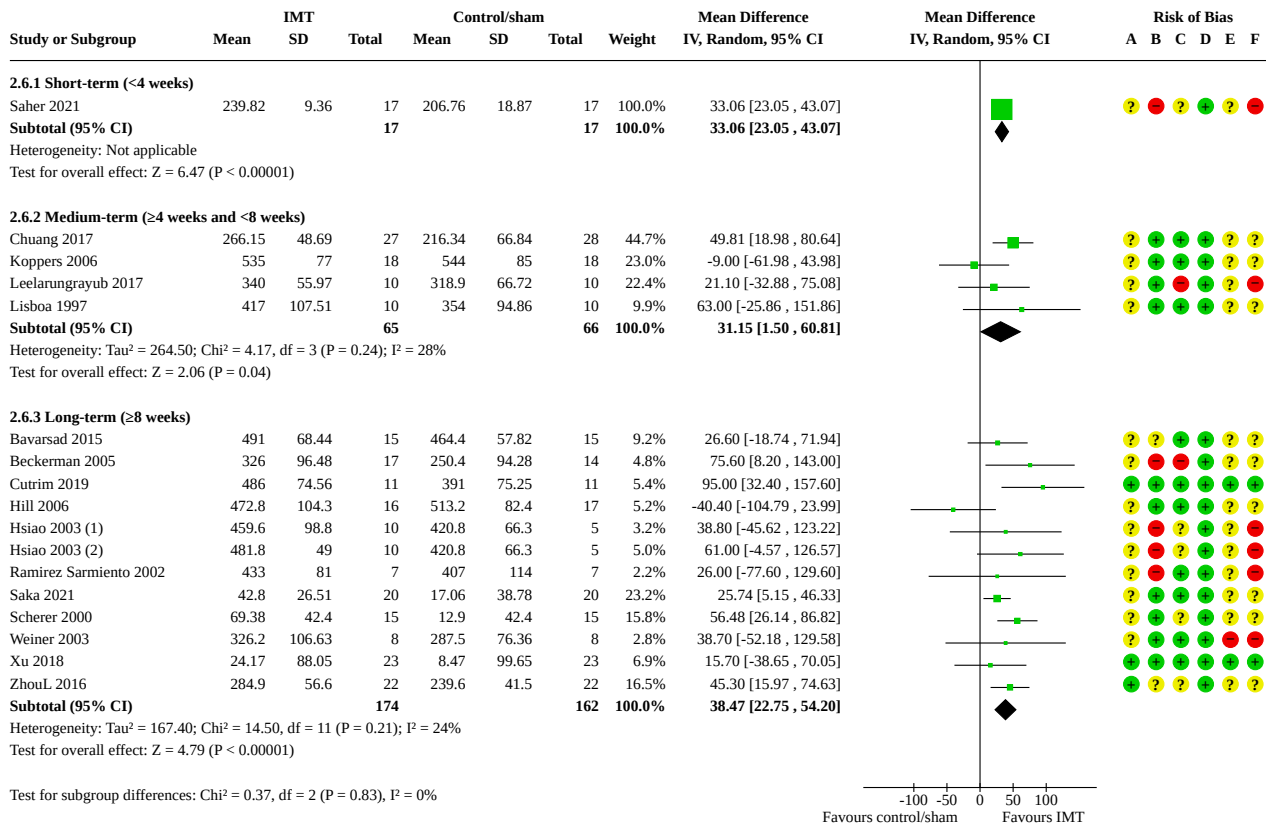 IMT Control/sham Mean Difference Mean Difference Risk of Bias
Study or Subgroup Mean SD Total Mean SD Total Weight IV, Random, 95% CI IV, Random, 95% CI A B C D E F
2.6.1 Short-term (<4 weeks)
Saher 2021 239.82 9.36 17 206.76 18.87 17 100.0% 33.06 [23.05 , 43.07] ? − ? + ? −
Subtotal (95% CI) 17 17 100.0% 33.06 [23.05 , 43.07]
Heterogeneity: Not applicable
Test for overall effect: Z = 6.47 (P < 0.00001)
2.6.2 Medium-term (≥4 weeks and <8 weeks)
Chuang 2017 266.15 48.69 27 216.34 66.84 28 44.7% 49.81 [18.98 , 80.64] ? + + + ? ?
Koppers 2006 535 77 18 544 85 18 23.0% -9.00 [-61.98 , 43.98] ? + + + ? ?
Leelarungrayub 2017 340 55.97 10 318.9 66.72 10 22.4% 21.10 [-32.88 , 75.08] ? + − + ? −
Lisboa 1997 417 107.51 10 354 94.86 10 9.9% 63.00 [-25.86 , 151.86] ? + + + ? ?
Subtotal (95% CI) 65 66 100.0% 31.15 [1.50 , 60.81]
Heterogeneity: Tau² = 264.50; Chi² = 4.17, df = 3 (P = 0.24); I² = 28%
Test for overall effect: Z = 2.06 (P = 0.04)
2.6.3 Long-term (≥8 weeks)
Bavarsad 2015 491 68.44 15 464.4 57.82 15 9.2% 26.60 [-18.74 , 71.94] ? ? + + ? ?
Beckerman 2005 326 96.48 17 250.4 94.28 14 4.8% 75.60 [8.20 , 143.00] ? − − + ? ?
Cutrim 2019 486 74.56 11 391 75.25 11 5.4% 95.00 [32.40 , 157.60] + + + + + +
Hill 2006 472.8 104.3 16 513.2 82.4 17 5.2% -40.40 [-104.79 , 23.99] ? + + + ? ?
Hsiao 2003 (1) 459.6 98.8 10 420.8 66.3 5 3.2% 38.80 [-45.62 , 123.22] ? − ? + ? −
Hsiao 2003 (2) 481.8 49 10 420.8 66.3 5 5.0% 61.00 [-4.57 , 126.57] ? − ? + ? −
Ramirez Sarmiento 2002 433 81 7 407 114 7 2.2% 26.00 [-77.60 , 129.60] ? − + + ? −
Saka 2021 42.8 26.51 20 17.06 38.78 20 23.2% 25.74 [5.15 , 46.33] ? + + + ? ?
Scherer 2000 69.38 42.4 15 12.9 42.4 15 15.8% 56.48 [26.14 , 86.82] ? + ? + ? ?
Weiner 2003 326.2 106.63 8 287.5 76.36 8 2.8% 38.70 [-52.18 , 129.58] ? + + + − −
Xu 2018 24.17 88.05 23 8.47 99.65 23 6.9% 15.70 [-38.65 , 70.05] + + + + + +
ZhouL 2016 284.9 56.6 22 239.6 41.5 22 16.5% 45.30 [15.97 , 74.63] + ? ? + ? ?
Subtotal (95% CI) 174 162 100.0% 38.47 [22.75 , 54.20]
Heterogeneity: Tau² = 167.40; Chi² = 14.50, df = 11 (P = 0.21); I² = 24%
Test for overall effect: Z = 4.79 (P < 0.00001)
Test for subgroup differences: Chi² = 0.37, df = 2 (P = 0.83), I² = 0%
-100 -50 0 50 100
Favours control/sham Favours IMT